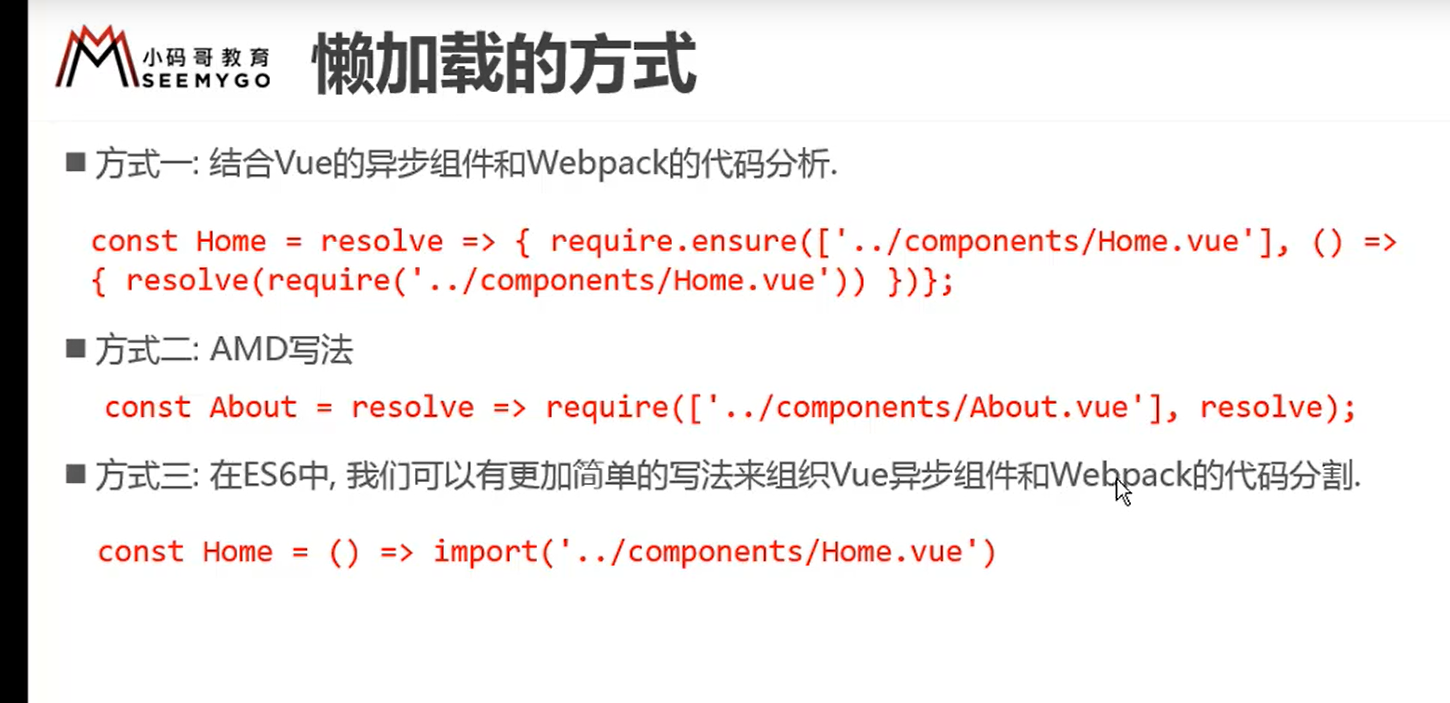 小码哥教育
SEEMYGO
懒加载的方式
方式一: 结合Vue的异步组件和Webpack的代码分析.
const Home = resolve => { require.ensure(['../components/Home.vue'], () =>
{ resolve(require('../components/Home.vue')) })};
方式二: AMD写法
const About = resolve => require(['../components/About.vue'], resolve);
方式三: 在ES6中, 我们可以有更加简单的写法来组织Vue异步组件和Webpack的代码分割.
const Home = () => import('../components/Home.vue')